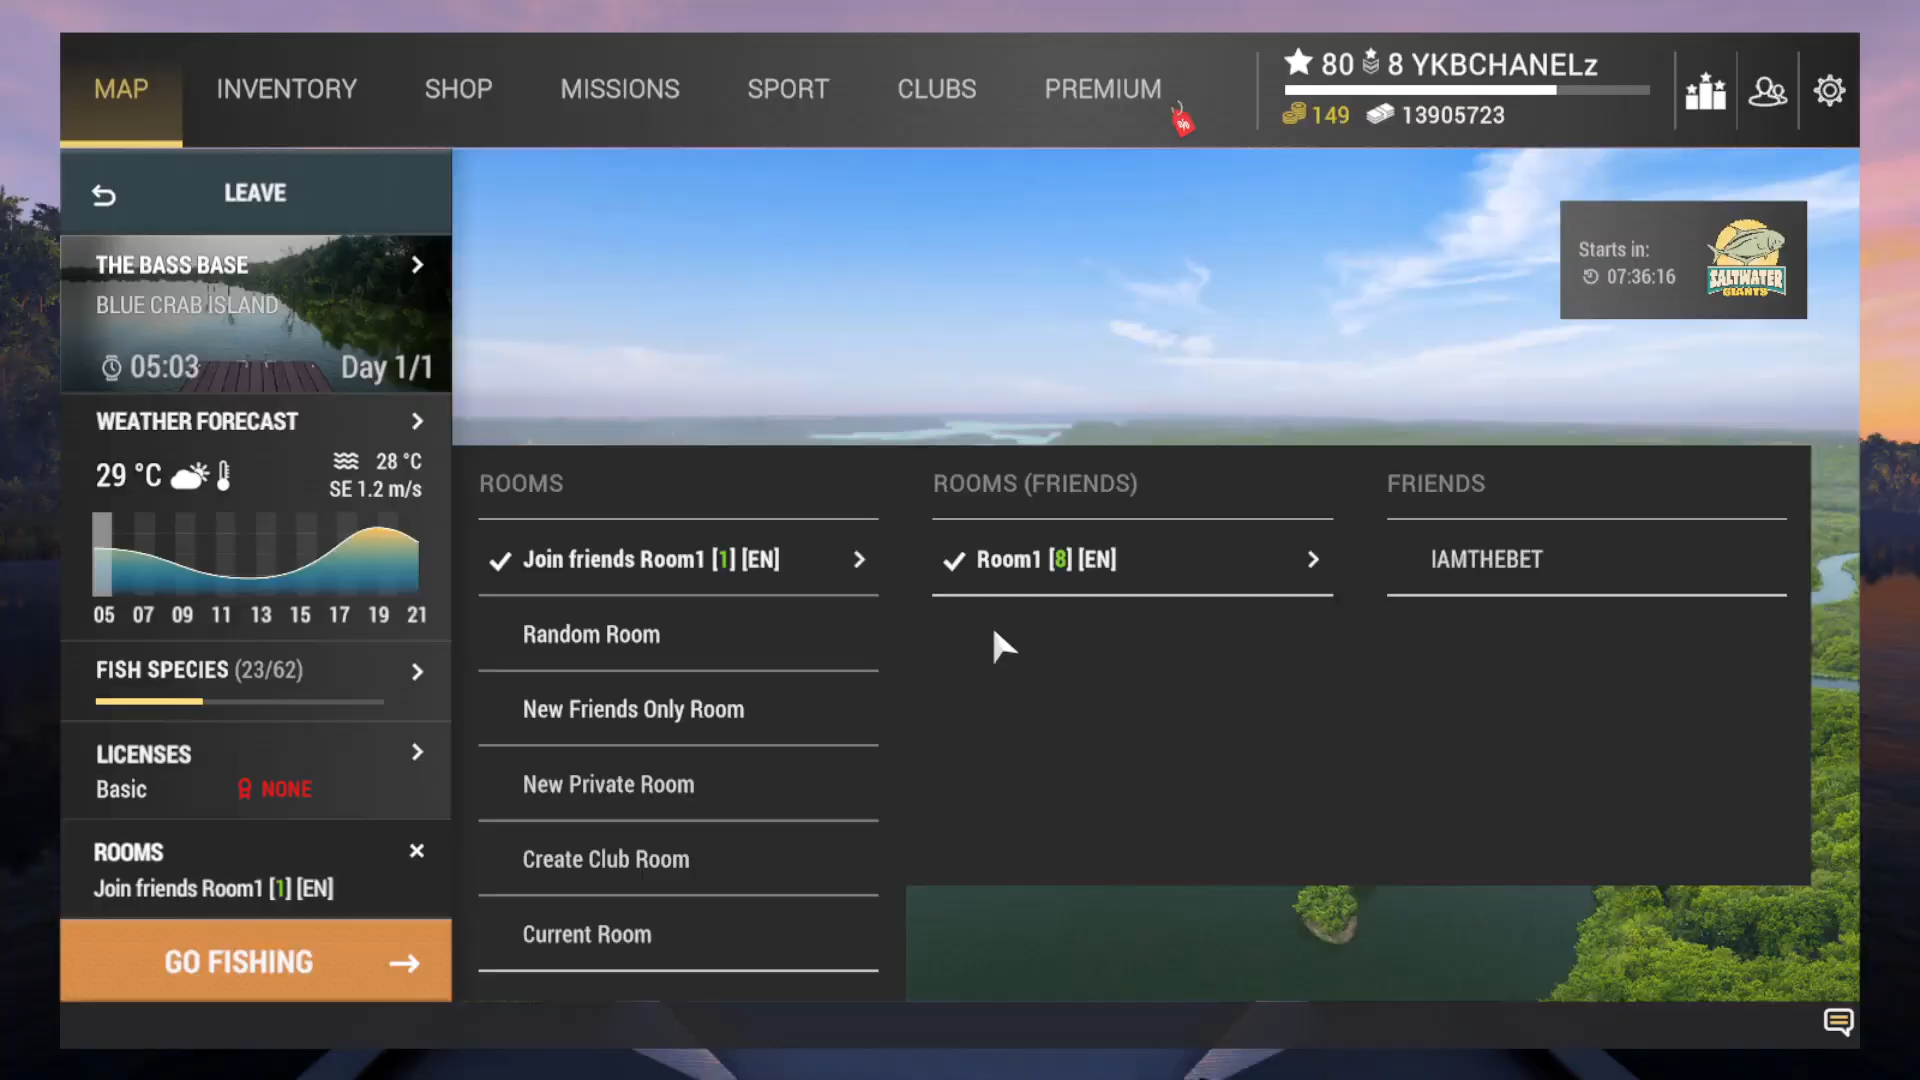 MAP
INVENTORY
SHOP
MISSIONS
SPORT
CLUBS
PREMIUM
%
80 8 YKBCHANELz
149 13905723
LEAVE
THE BASS BASE
BLUE CRAB ISLAND
05:03 Day 1/1
Starts in:
07:36:16
SALTWATER
GIANTS
WEATHER FORECAST
29 °C
28 °C
SE 1.2 m/s
05 07 09 11 13 15 17 19 21
FISH SPECIES (23/62)
LICENSES
Basic NONE
ROOMS
Join friends Room1 [1] [EN]
GO FISHING
ROOMS
Join friends Room1 [1] [EN]
Random Room
New Friends Only Room
New Private Room
Create Club Room
Current Room
ROOMS (FRIENDS)
Room1 [8] [EN]
FRIENDS
IAMTHEBET